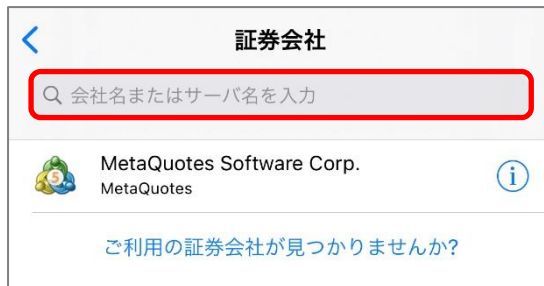 証券会社
会社名またはサーバ名を入力
MetaQuotes Software Corp.
MetaQuotes
ご利用の証券会社が見つかりませんか?